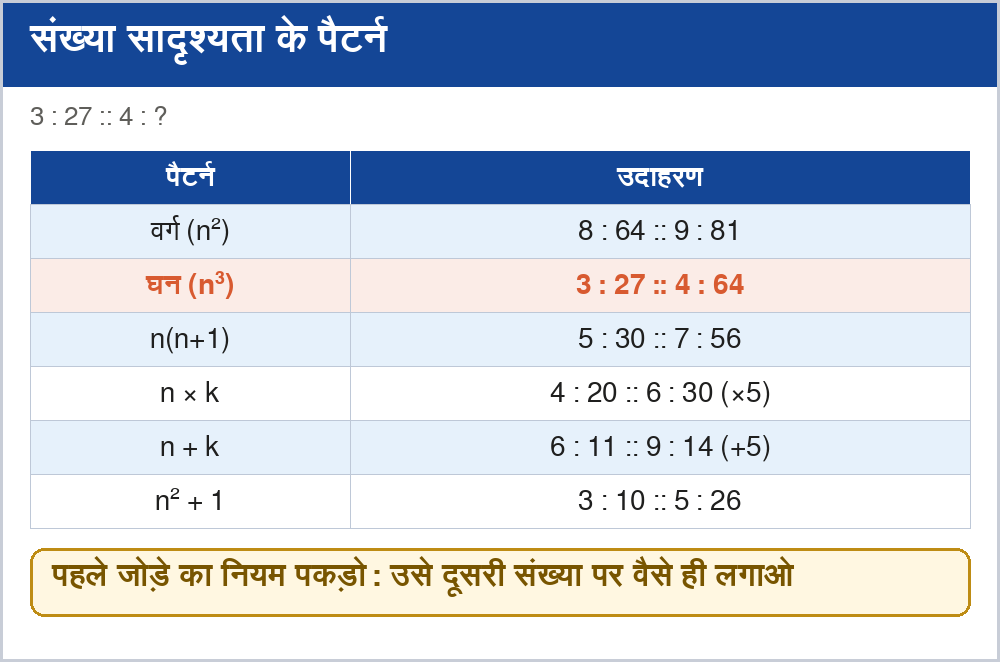 संख्या सादृश्यता के पैटर्न
3 : 27 :: 4 : ?
पैटर्न उदाहरण
वर्ग (n²) 8 : 64 :: 9 : 81
घन (n³) 3 : 27 :: 4 : 64
n(n+1) 5 : 30 :: 7 : 56
n × k 4 : 20 :: 6 : 30 (×5)
n + k 6 : 11 :: 9 : 14 (+5)
n² + 1 3 : 10 :: 5 : 26
पहले जोड़े का नियम पकड़ो : उसे दूसरी संख्या पर वैसे ही लगाओ